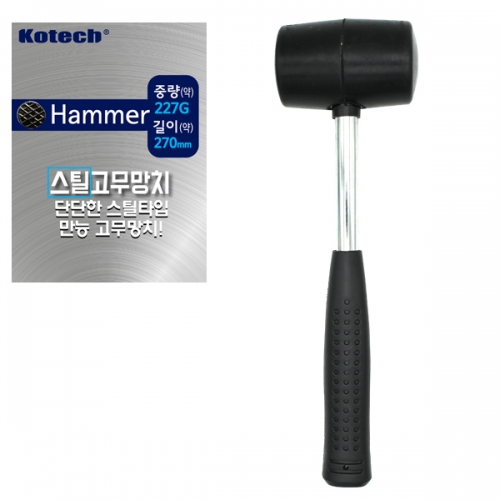 Kotech®
Hammer
중량(약)
227G
길이(약)
270mm
스틸고무망치
단단한 스틸타입
만능 고무망치!